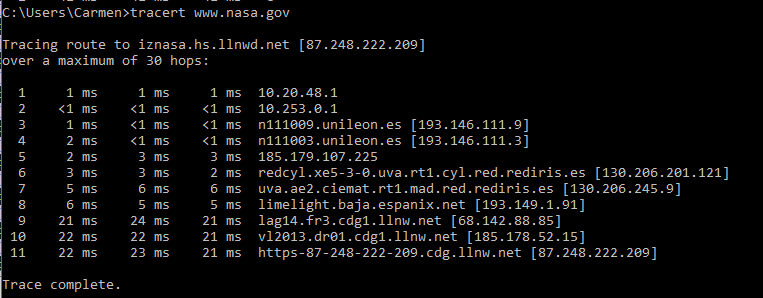 C:\Users\Carmen>tracert www.nasa.gov
Tracing route to iznasa.hs.llnwd.net [87.248.222.209]
over a maximum of 30 hops:
1 1 ms 1 ms 1 ms 10.20.48.1
2 <1 ms <1 ms <1 ms 10.253.0.1
3 1 ms <1 ms <1 ms n111009.unileon.es [193.146.111.9]
4 2 ms <1 ms <1 ms n111003.unileon.es [193.146.111.3]
5 2 ms 3 ms 3 ms 185.179.107.225
6 3 ms 3 ms 2 ms redcyl.xe5-3-0.uva.rt1.cyl.red.rediris.es [130.206.201.121]
7 5 ms 6 ms 6 ms uva.ae2.ciemat.rt1.mad.red.rediris.es [130.206.245.9]
8 6 ms 5 ms 5 ms limelight.baja.espanix.net [193.149.1.91]
9 21 ms 24 ms 21 ms lag14.fr3.cdg1.llnw.net [68.142.88.85]
10 22 ms 22 ms 21 ms vl2013.dr01.cdg1.llnw.net [185.178.52.15]
11 22 ms 23 ms 21 ms https-87-248-222-209.cdg.llnw.net [87.248.222.209]
Trace complete.